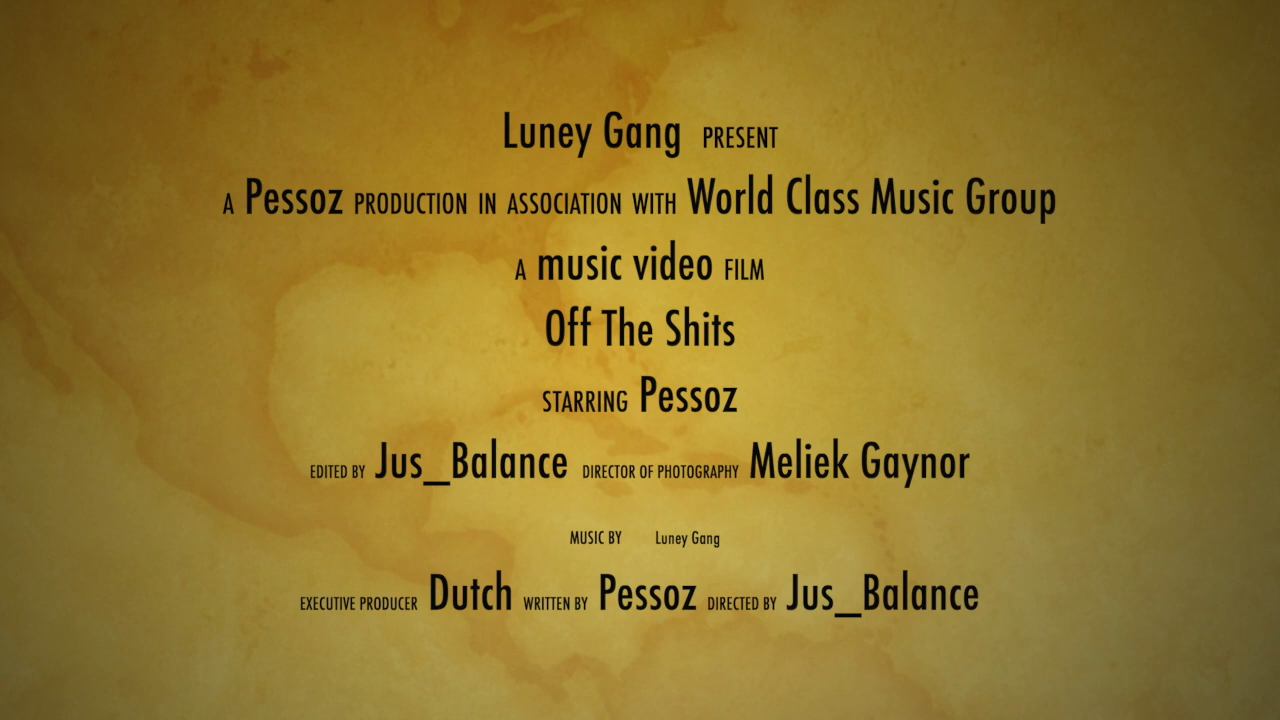 Luney Gang PRESENT
A Pessoz PRODUCTION IN ASSOCIATION WITH World Class Music Group
A music video FILM
Off The Shits
STARRING Pessoz
EDITED BY Jus_Balance DIRECTOR OF PHOTOGRAPHY Meliek Gaynor
MUSIC BY Luney Gang
EXECUTIVE PRODUCER Dutch WRITTEN BY Pessoz DIRECTED BY Jus_Balance